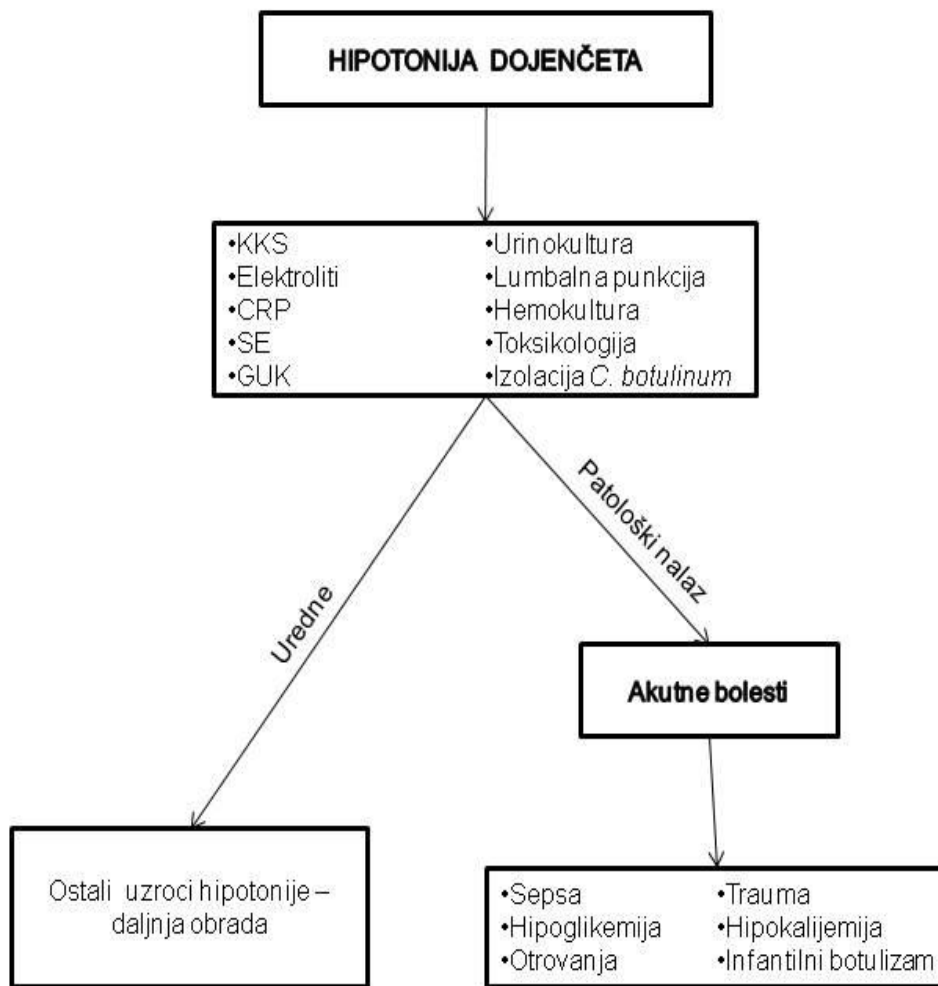 HIPOTONIJA DOJENČETA
•KKS
•Elektroliti
•CRP
•SE
•GUK
•Urinokultura
•Lumbalna punkcija
•Hemokultura
•Toksikologija
•Izolacija C. botulinum
Uredne
Patološki nalaz
Akutne bolesti
Ostali uzroci hipotonije –
daljnja obrada
•Sepsa
•Hipoglikemija
•Otrovanja
•Trauma
•Hipokalijemija
•Infantilni botulizam